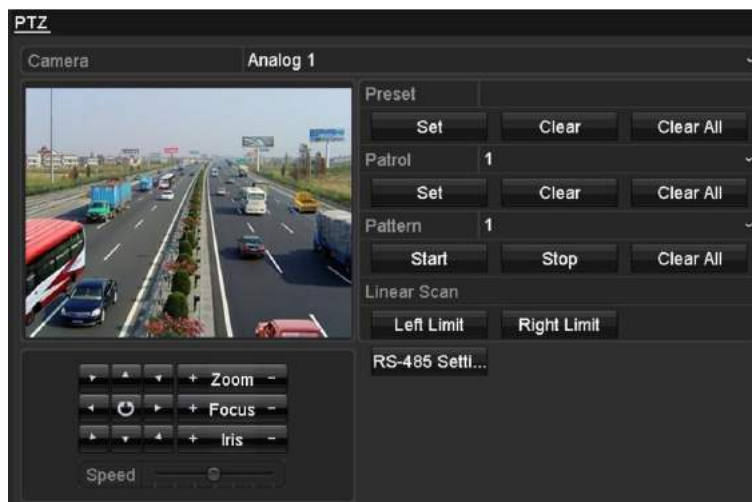 PTZ
Camera Analog 1
Preset
Set Clear Clear All
Patrol 1
Set Clear Clear All
Pattern 1
Start Stop Clear All
Linear Scan
Left Limit Right Limit
RS-485 Setti...
+ Zoom -
+ Focus -
+ Iris -
Speed